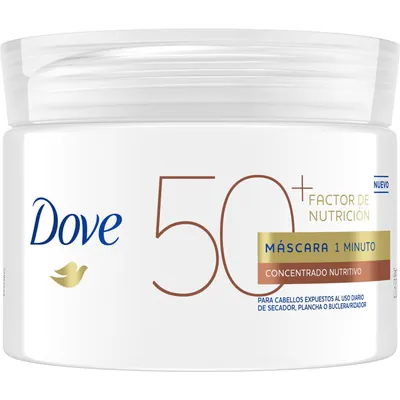 Dove
50+
FACTOR DE
NUTRICIÓN
NUEVO
MÁSCARA 1 MINUTO
CONCENTRADO NUTRITIVO
PARA CABELLOS EXPUESTOS AL USO DIARIO
DE SECADOR, PLANCHA O BUCLERA/RIZADOR